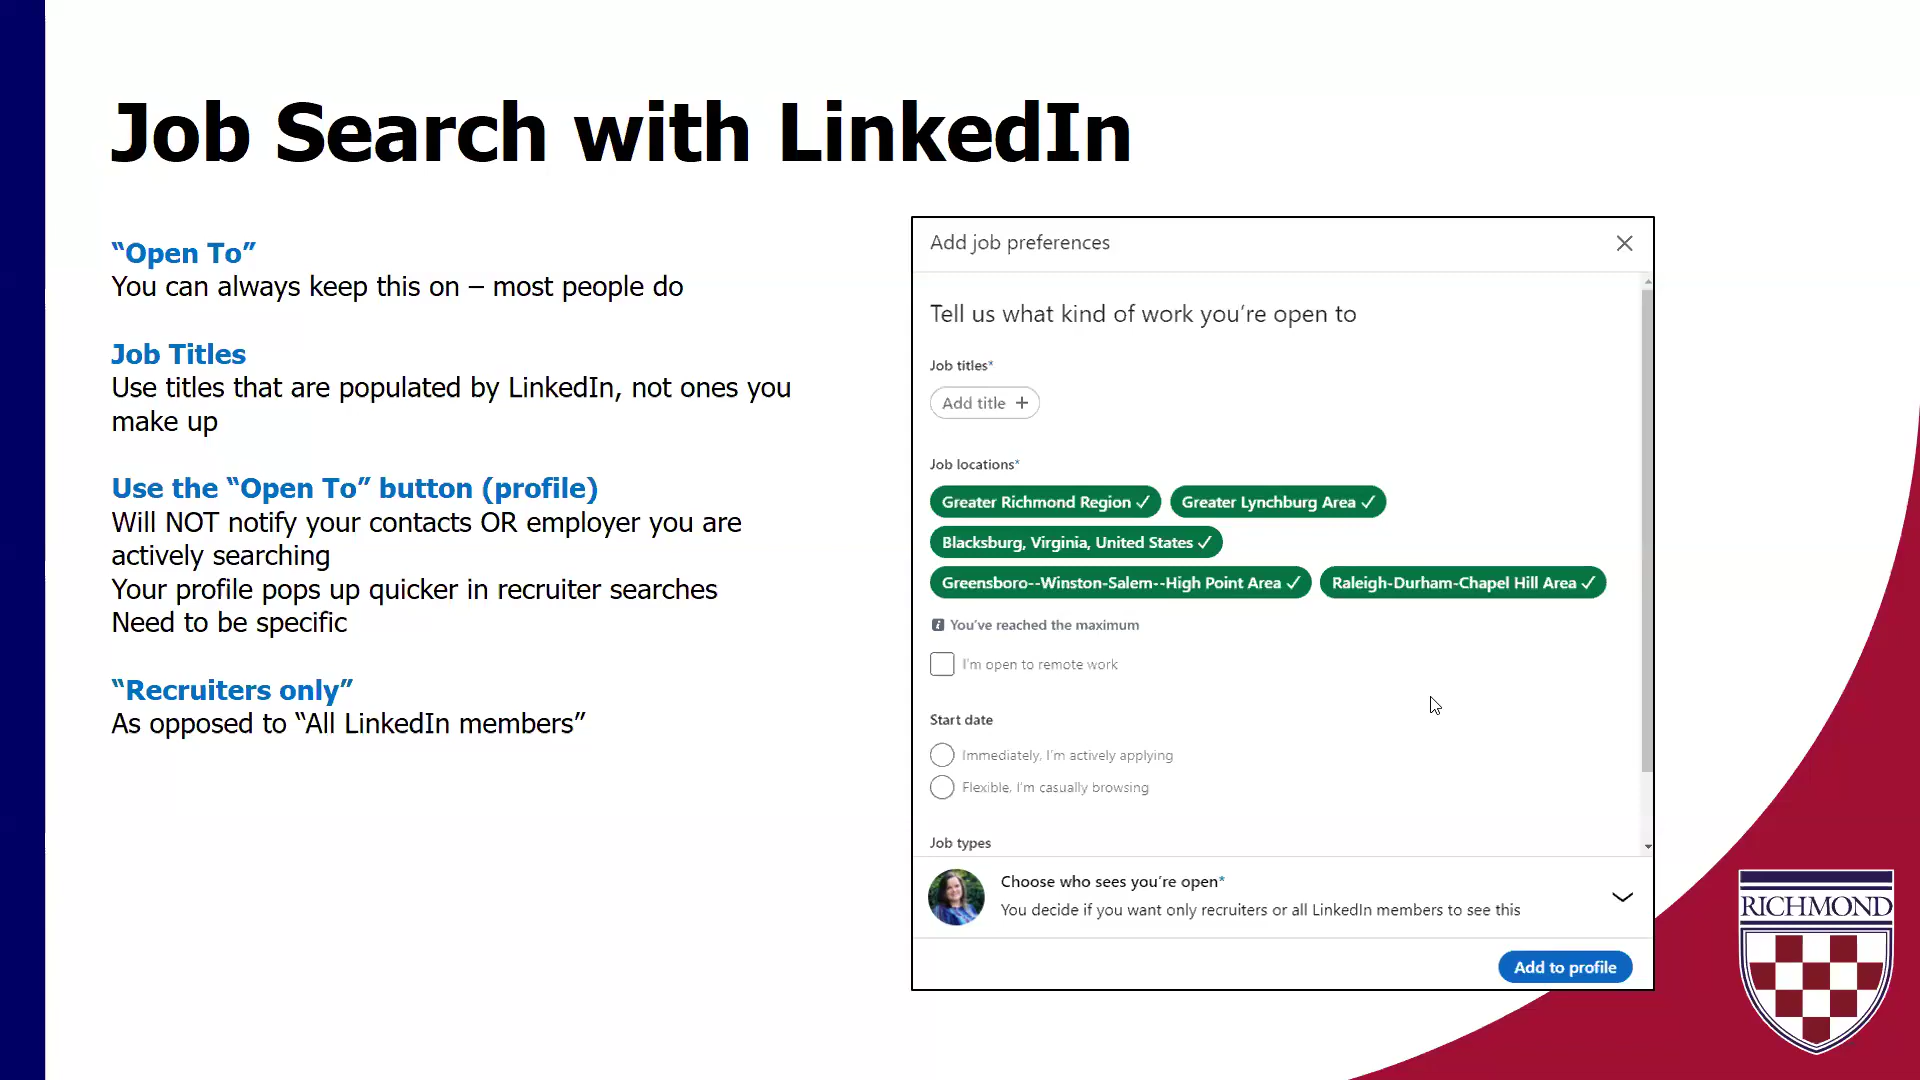 Job Search with LinkedIn
“Open To”
You can always keep this on – most people do
Job Titles
Use titles that are populated by LinkedIn, not ones you
make up
Use the “Open To” button (profile)
Will NOT notify your contacts OR employer you are
actively searching
Your profile pops up quicker in recruiter searches
Need to be specific
“Recruiters only”
As opposed to “All LinkedIn members”
Add job preferences
Tell us what kind of work you’re open to
Job titles*
Add title +
Job locations*
Greater Richmond Region ✓ Greater Lynchburg Area ✓
Blacksburg, Virginia, United States ✓
Greensboro--Winston-Salem--High Point Area ✓ Raleigh-Durham-Chapel Hill Area ✓
You’ve reached the maximum
I’m open to remote work
Start date
Immediately, I’m actively applying
Flexible, I’m casually browsing
Job types
Choose who sees you’re open*
You decide if you want only recruiters or all LinkedIn members to see this
Add to profile
RICHMOND